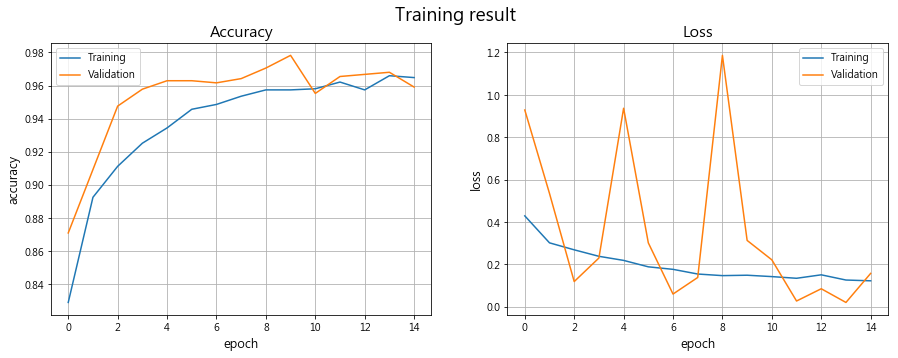 Training result
Accuracy
Training
Validation
0.98
0.96
0.94
0.92
0.90
0.88
0.86
0.84
accuracy
0 2 4 6 8 10 12 14
epoch
Loss
Training
Validation
1.2
1.0
0.8
0.6
0.4
0.2
0.0
loss
0 2 4 6 8 10 12 14
epoch